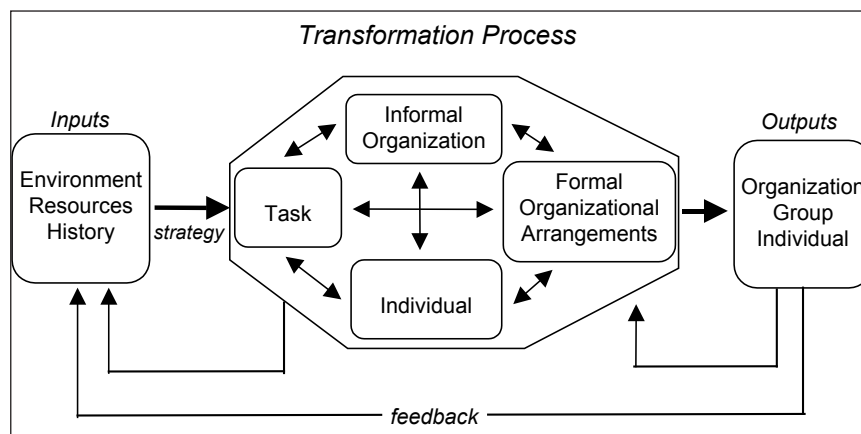 Transformation Process
Inputs
Environment
Resources
History
strategy
Informal
Organization
Task
Formal
Organizational
Arrangements
Individual
Outputs
Organization
Group
Individual
feedback